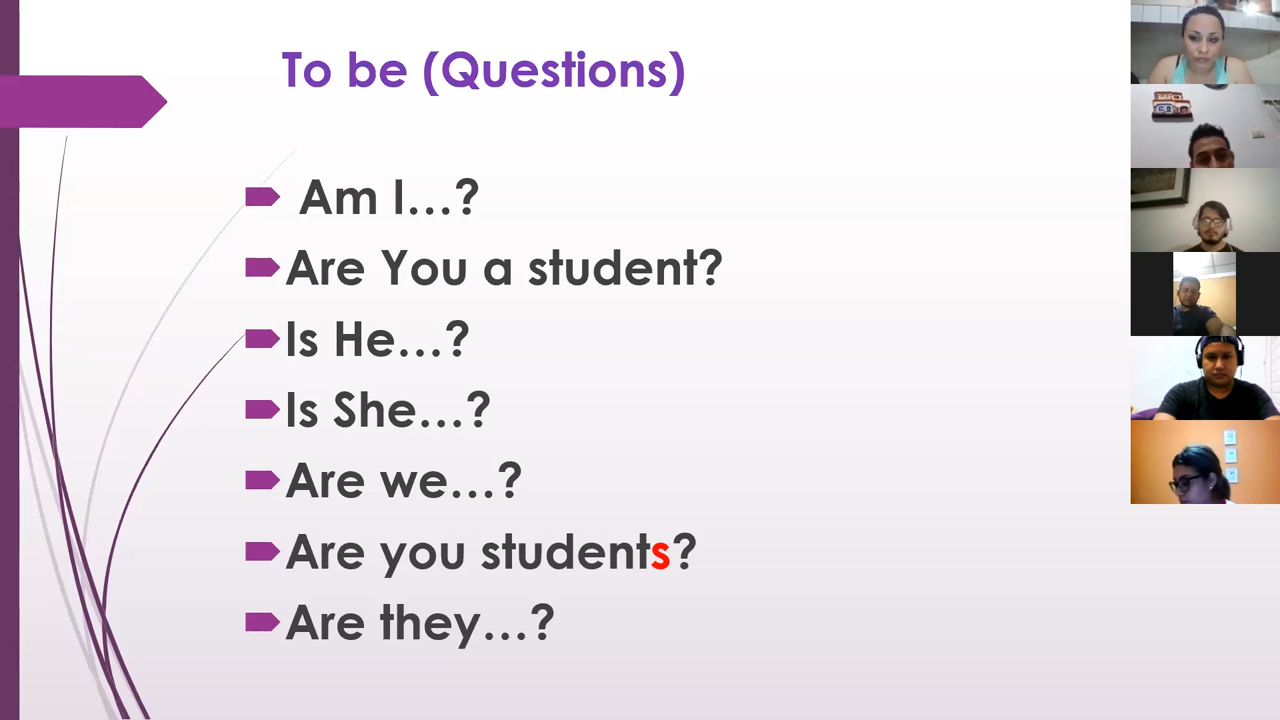 To be (Questions)
Am I...?
Are You a student?
Is He...?
Is She...?
Are we...?
Are you students?
Are they...?